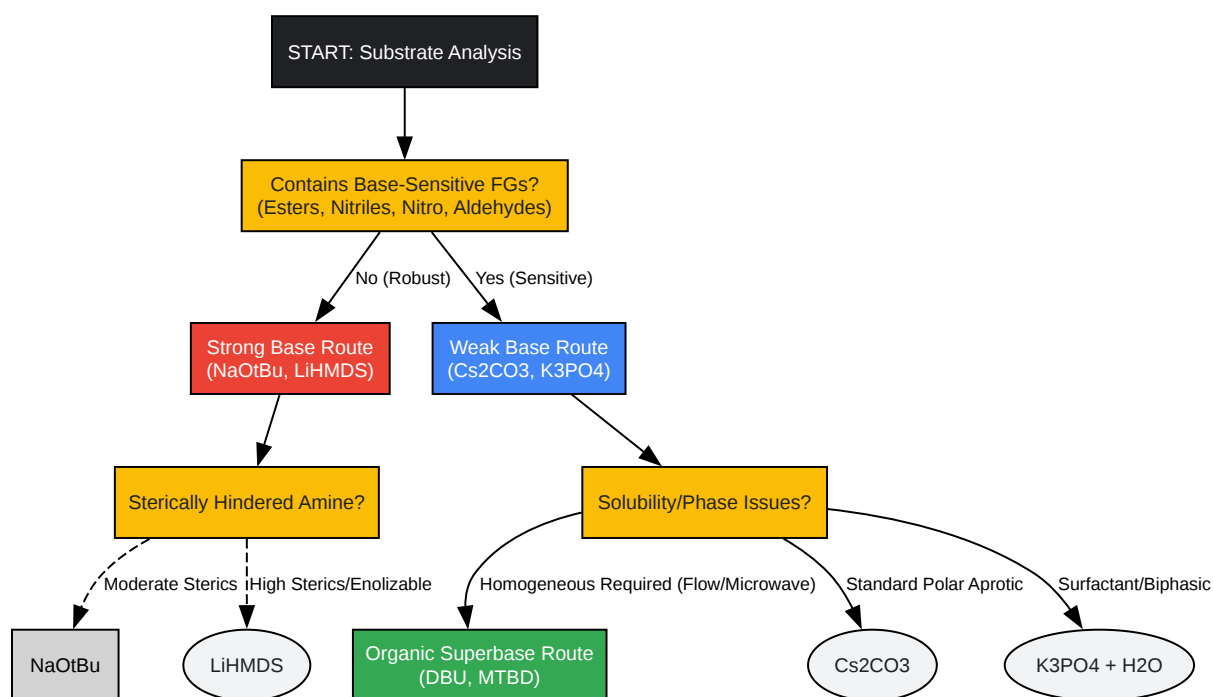 START: Substrate Analysis
Contains Base-Sensitive FGs?
(Esters, Nitriles, Nitro, Aldehydes)
No (Robust)
Yes (Sensitive)
Strong Base Route
(NaOtBu, LiHMDS)
Weak Base Route
(Cs2CO3, K3PO4)
Sterically Hindered Amine?
Solubility/Phase Issues?
Moderate Sterics
High Sterics/Enolizable
Homogeneous Required (Flow/Microwave)
Standard Polar Aprotic
Surfactant/Biphasic
NaOtBu
LiHMDS
Organic Superbase Route
(DBU, MTBD)
Cs2CO3
K3PO4 + H2O